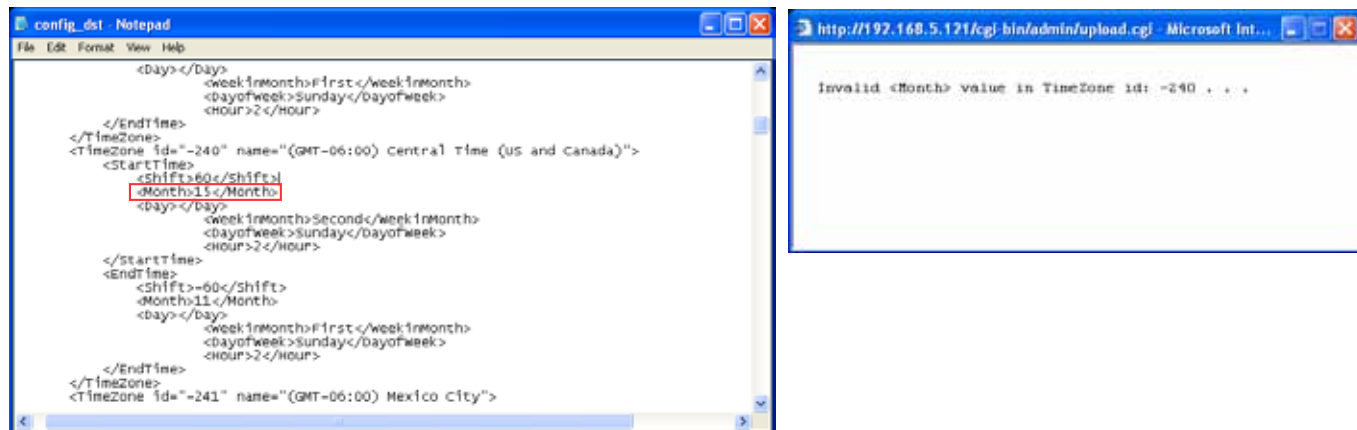 config_dst - Notepad
File Edit Format View Help
<Day></Day>
<WeekinMonth>First</WeekinMonth>
<DayofWeek>Sunday</DayofWeek>
<Hour>2</Hour>
</EndTime>
</TimeZone>
<TimeZone id="-240" name="(GMT-06:00) Central Time (US and Canada)">
<StartTime>
<Shift>60</Shift>
<Month>15</Month>
<Day></Day>
<WeekinMonth>Second</WeekinMonth>
<DayofWeek>Sunday</DayofWeek>
<Hour>2</Hour>
</StartTime>
<EndTime>
<Shift>-60</Shift>
<Month>11</Month>
<Day></Day>
<WeekinMonth>First</WeekinMonth>
<DayofWeek>Sunday</DayofWeek>
<Hour>2</Hour>
</EndTime>
</TimeZone>
<TimeZone id="-241" name="(GMT-06:00) Mexico City">
http://192.168.5.121/cgi-bin/admin/upload.cgi - Microsoft Int...
Invalid <Month> value in TimeZone id: -240 . . .